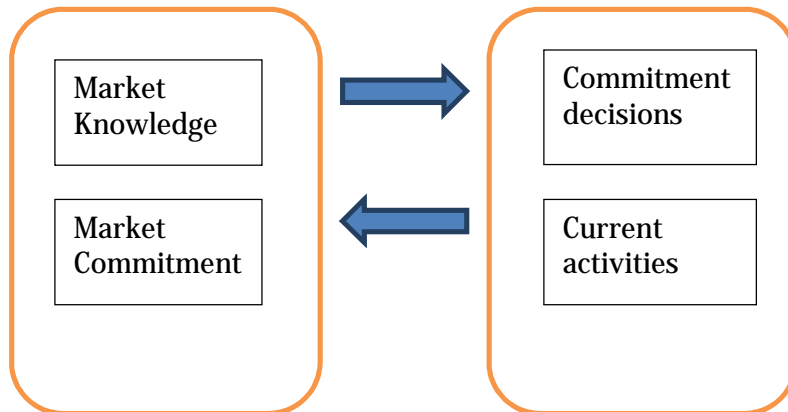 Market
Knowledge
Commitment
decisions
Market
Commitment
Current
activities